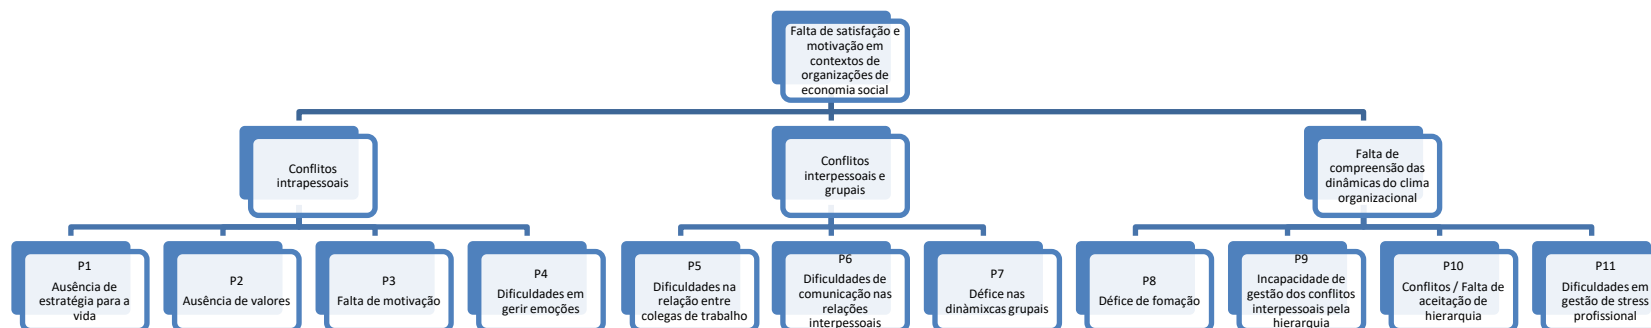 Falta de satisfação e
motivação em
contextos de
organizações de
economia social
Conflitos
intrapessoais
Conflitos
interpessoais e
grupais
Falta de
compreensão das
dinâmicas do clima
organizacional
P1
Ausência de
estratégia para a
vida
P2
Ausência de valores
P3
Falta de motivação
P4
Dificuldades em
gerir emoções
P5
Dificuldades na
relação entre
colegas de trabalho
P6
Dificuldades de
comunicação nas
relações
interpessoais
P7
Défice nas
dinàmixcas grupais
P8
Défice de fomação
P9
Incapacidade de
gestão dos conflitos
interpessoais pela
hierarquia
P10
Conflitos / Falta de
aceitação de
hierarquia
P11
Dificuldades em
gestão de stress
profissional